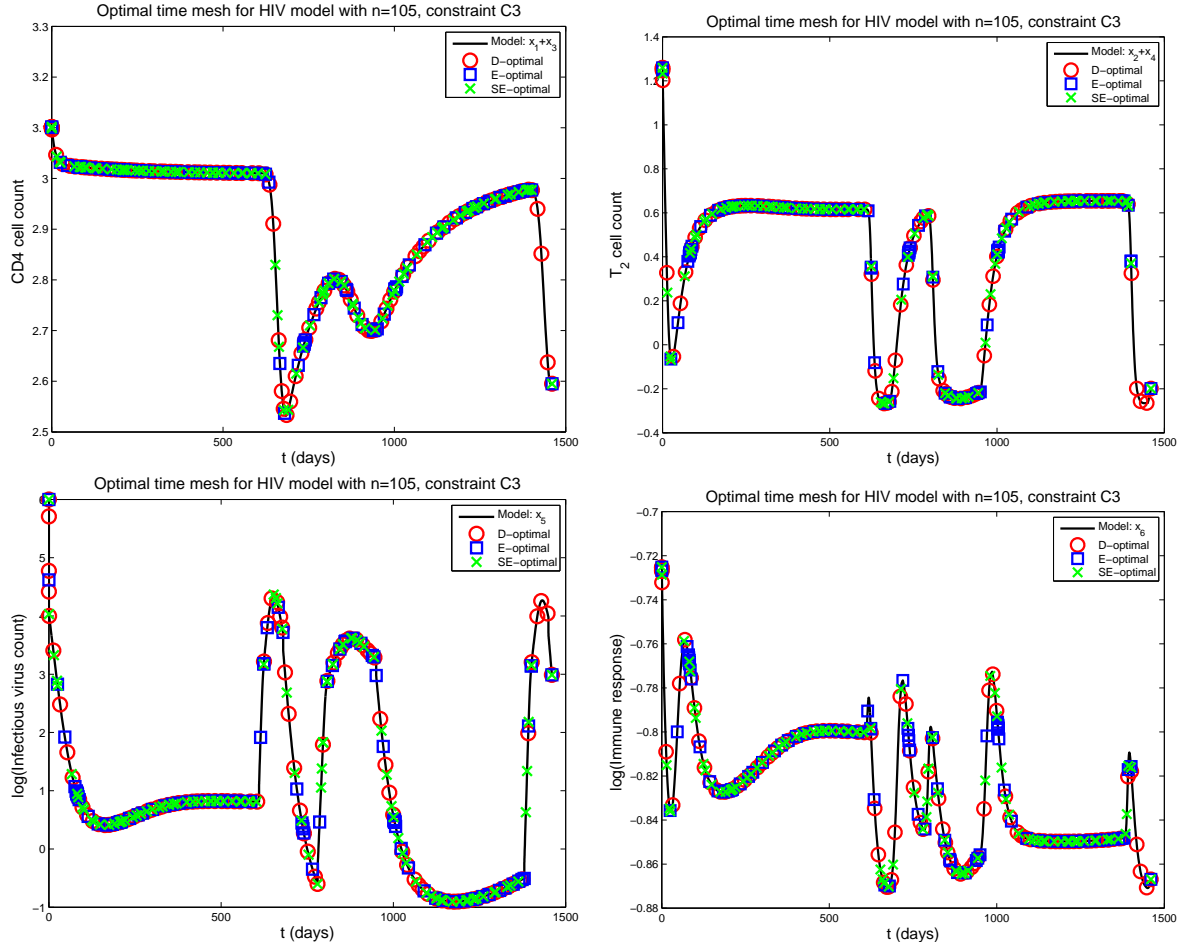 Optimal time mesh for HIV model with n=105, constraint C3
Model: x1+x3
D−optimal
E−optimal
SE−optimal
CD4 cell count
3.3
3.2
3.1
3
2.9
2.8
2.7
2.6
2.5
0 500 1000 1500
t (days)
Optimal time mesh for HIV model with n=105, constraint C3
Model: x2+x4
D−optimal
E−optimal
SE−optimal
T2 cell count
1.4
1.2
1
0.8
0.6
0.4
0.2
0
−0.2
−0.4
0 500 1000 1500
t (days)
Optimal time mesh for HIV model with n=105, constraint C3
Model: x5
D−optimal
E−optimal
SE−optimal
log(Infectious virus count)
6
5
4
3
2
1
0
−1
0 500 1000 1500
t (days)
Optimal time mesh for HIV model with n=105, constraint C3
Model: x6
D−optimal
E−optimal
SE−optimal
log(Immune response)
−0.7
−0.72
−0.74
−0.76
−0.78
−0.8
−0.82
−0.84
−0.86
−0.88
0 500 1000 1500
t (days)